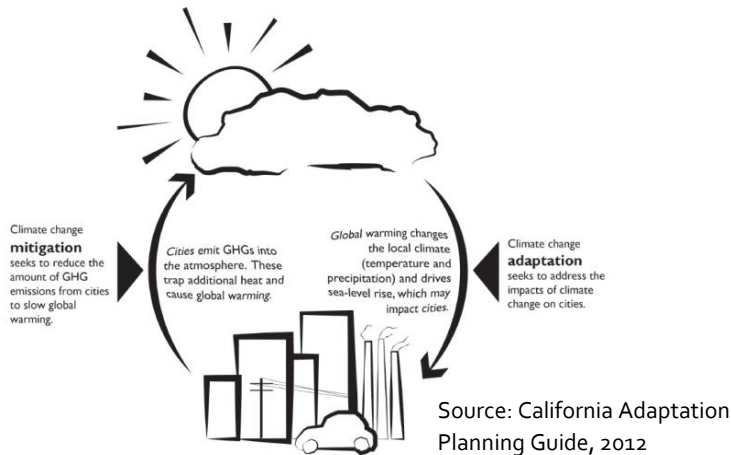 Climate change
mitigation
seeks to reduce the
amount of GHG
emissions from cities
to slow global
warming.
Cities emit GHGs into
the atmosphere. These
trap additional heat and
cause global warming.
Global warming changes
the local climate
(temperature and
precipitation) and drives
sea-level rise, which may
impact cities.
Climate change
adaptation
seeks to address the
impacts of climate
change on cities.
Source: California Adaptation
Planning Guide, 2012